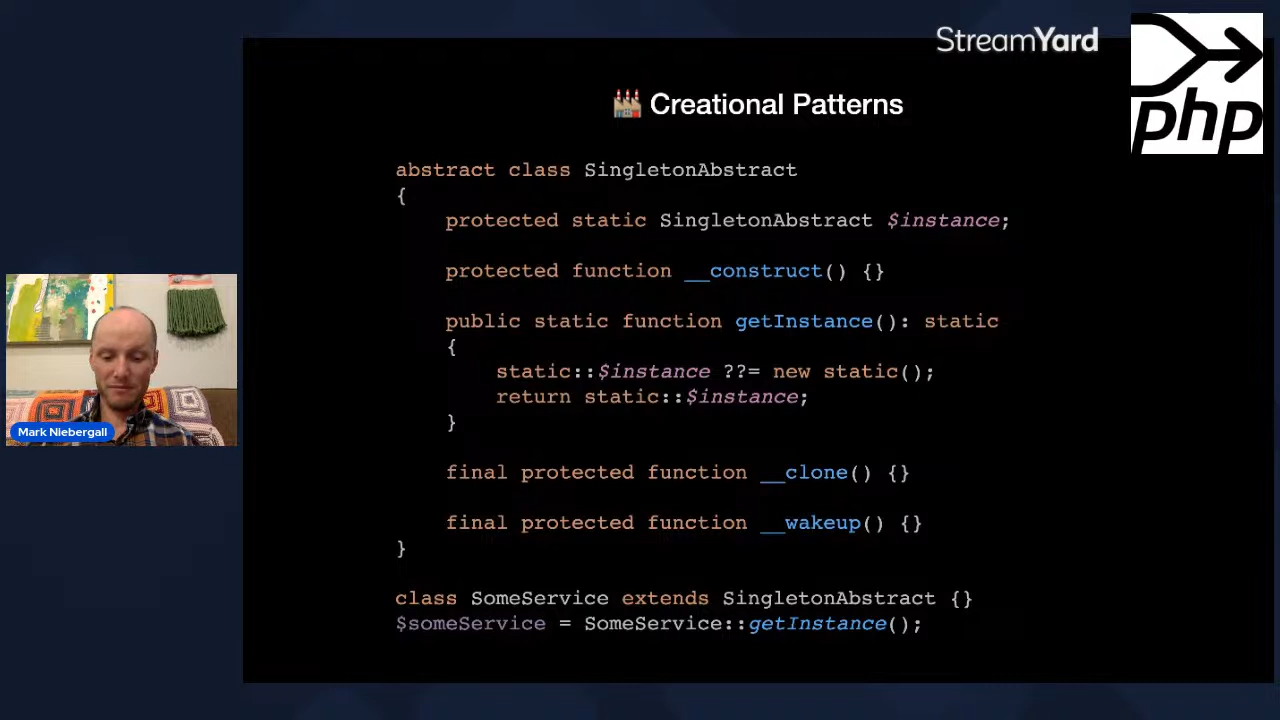 StreamYard
php
Creational Patterns
abstract class SingletonAbstract
{
    protected static SingletonAbstract $instance;
    protected function __construct() {}
    public static function getInstance(): static
    {
        static::$instance ??= new static();
        return static::$instance;
    }
    final protected function __clone() {}
    final protected function __wakeup() {}
}
class SomeService extends SingletonAbstract {}
$someService = SomeService::getInstance();
Mark Niebergall